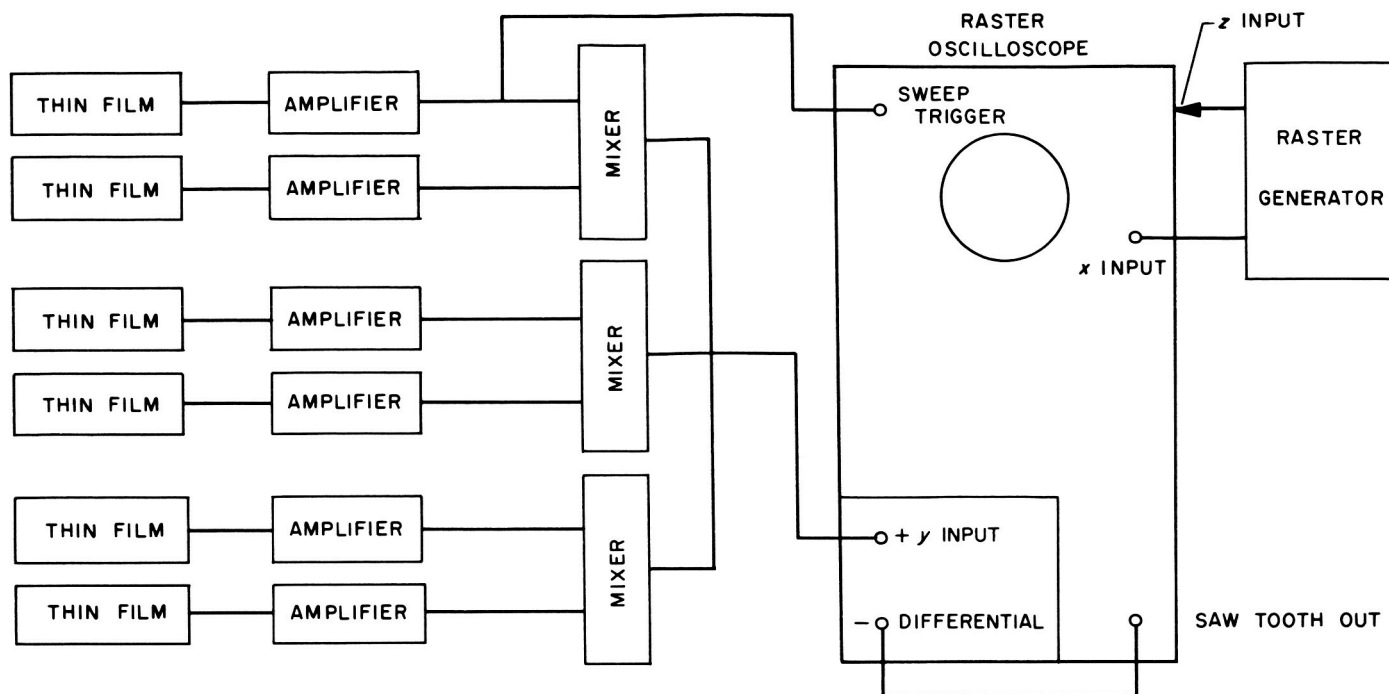 RASTER
OSCILLOSCOPE
-z INPUT
THIN FILM
AMPLIFIER
MIXER
SWEEP
TRIGGER
RASTER
GENERATOR
THIN FILM
AMPLIFIER
x INPUT
THIN FILM
AMPLIFIER
MIXER
THIN FILM
AMPLIFIER
THIN FILM
AMPLIFIER
MIXER
+ y INPUT
THIN FILM
AMPLIFIER
- DIFFERENTIAL
SAW TOOTH OUT